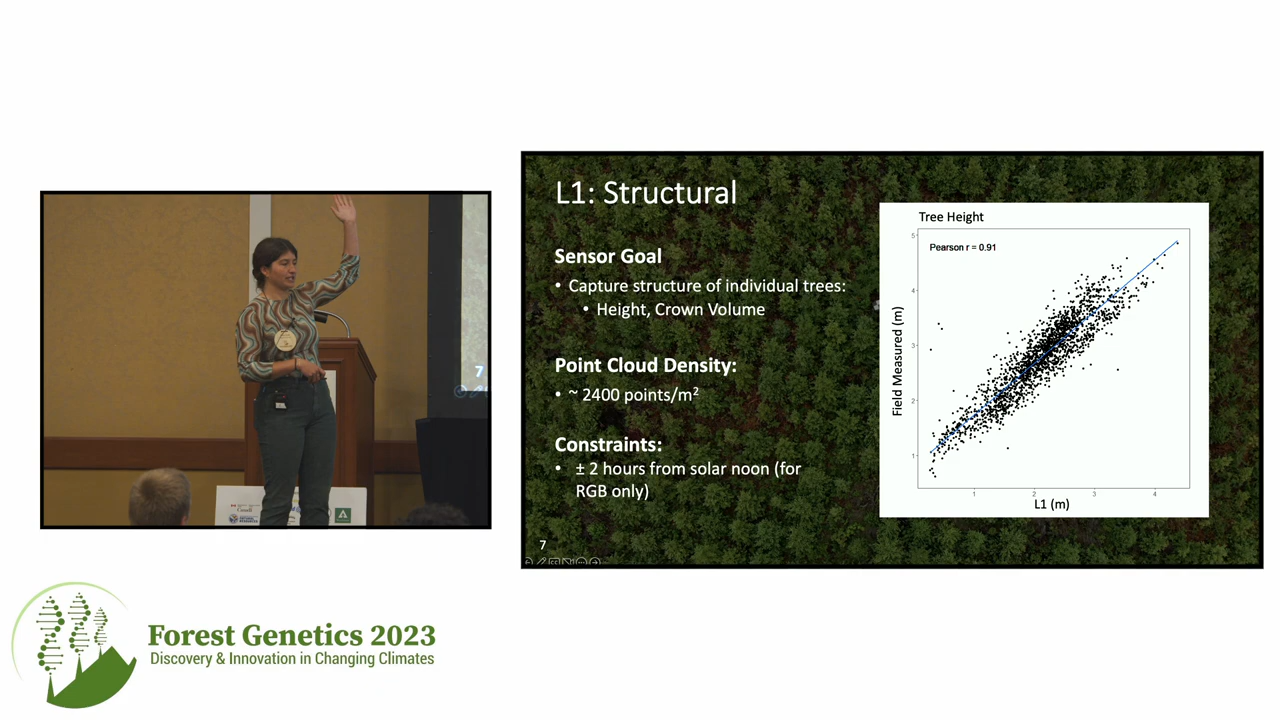 L1: Structural
Sensor Goal
• Capture structure of individual trees:
• Height, Crown Volume
Point Cloud Density:
• ~ 2400 points/m²
Constraints:
• ± 2 hours from solar noon (for
RGB only)
7
Tree Height
Pearson r = 0.91
Field Measured (m)
5
4
3
2
1
1
2
3
4
L1 (m)
7
Canada
Forest Genetics 2023
Discovery & Innovation in Changing Climates